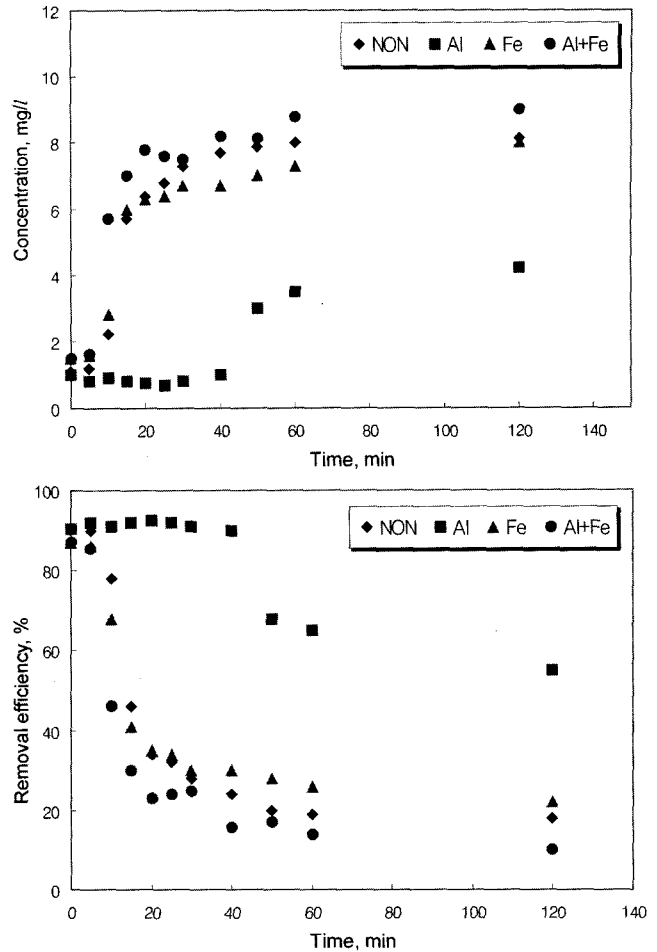 12
10
8
6
4
2
0
Concentration, mg/l
NON Al Fe Al+Fe
0 20 40 60 80 100 120 140
Time, min
100
80
60
40
20
0
Removal efficiency, %
NON Al Fe Al+Fe
0 20 40 60 80 100 120 140
Time, min